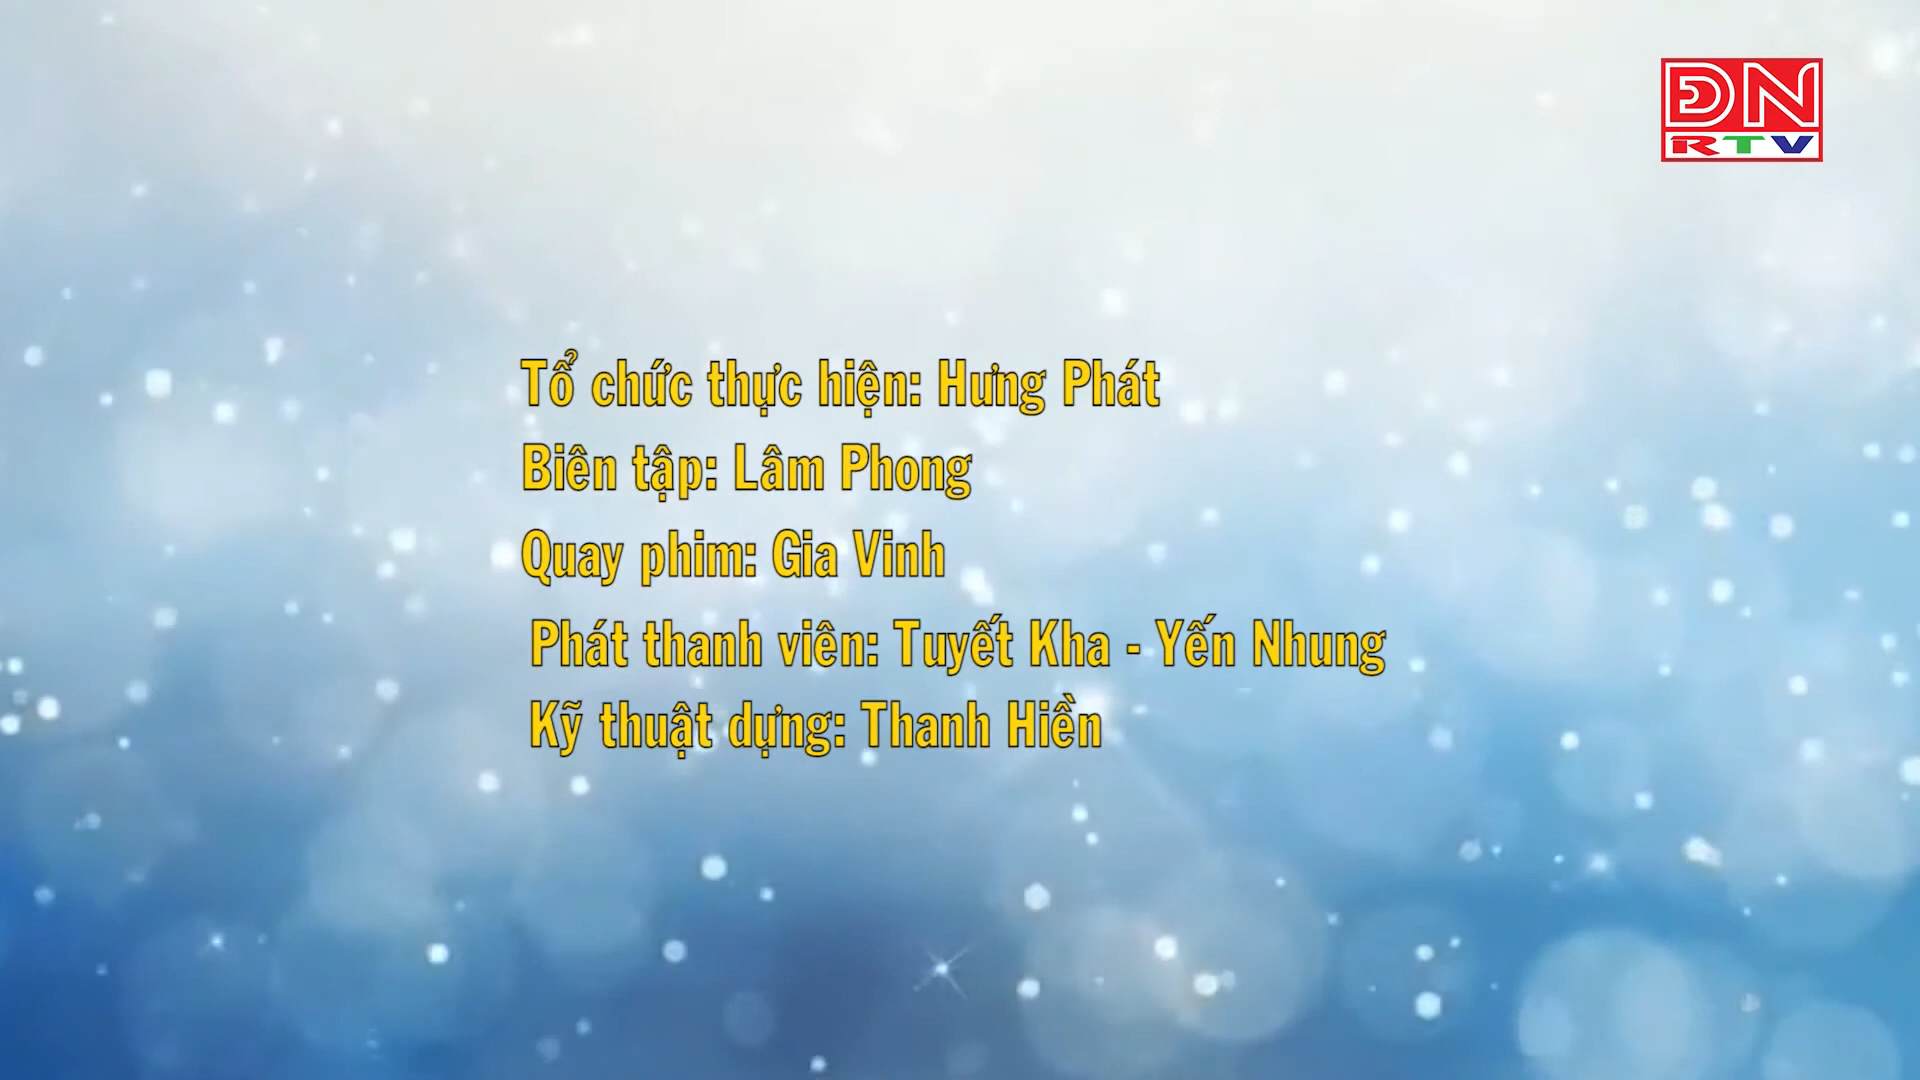 ĐN
RTV
Tổ chức thực hiện: Hưng Phát
Biên tập: Lâm Phong
Quay phim: Gia Vinh
Phát thanh viên: Tuyết Kha - Yến Nhung
Kỹ thuật dựng: Thanh Hiền